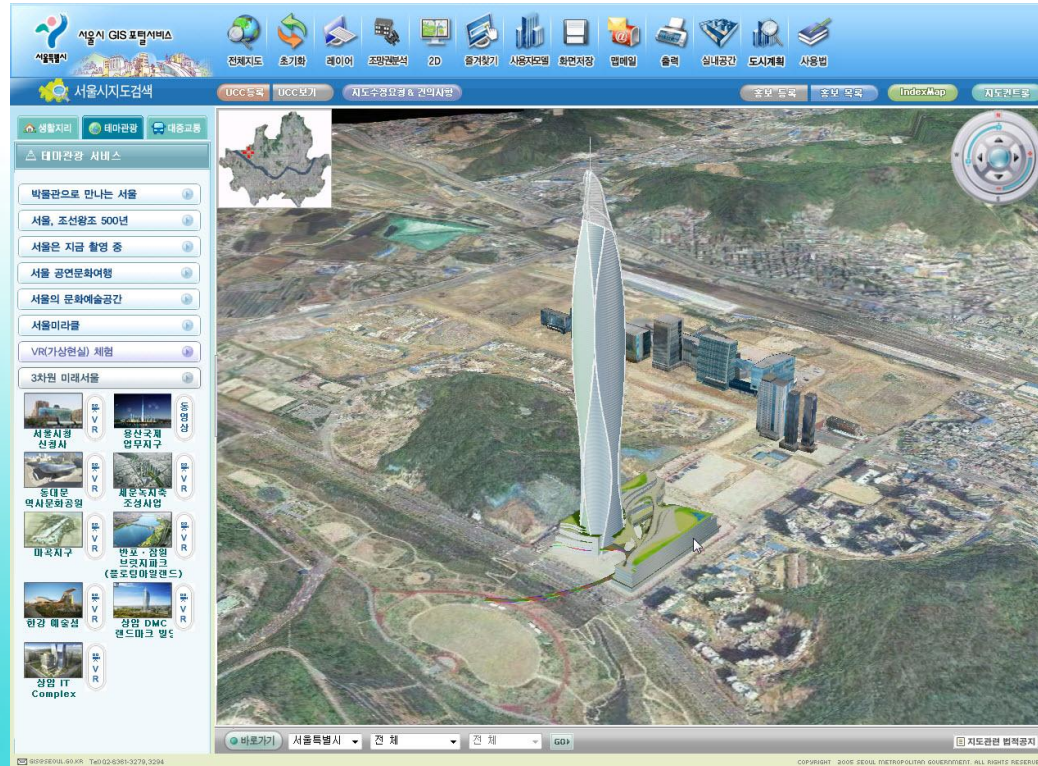 서울시 GIS 포털서비스
서울특별시
전체지도
초기화
레이어
조망권분석
2D
즐겨찾기
사용자모델
화면저장
맵메일
출력
실내공간
도시계획
사용법
서울시지도검색
UCC등록
UCC보기
지도수정요청 & 건의사항
홍보 등록
홍보 목록
IndexMap
지도컨트롤
생활지리
테마관광
대중교통
테마관광 서비스
박물관으로 만나는 서울
서울, 조선왕조 500년
서울은 지금 촬영 중
서울 공연문화여행
서울의 문화예술공간
서울미라클
VR(가상현실) 체험
3차원 미래서울
서울시청
신청사
VR
용산국제
업무지구
동영상
동대문
역사문화공원
VR
세운녹지축
조성사업
VR
마곡지구
VR
반포ㆍ잠원
브릿지파크
(플로팅아일랜드)
VR
한강 예술섬
VR
상암 DMC
랜드마크 빌딩
VR
상암 IT
Complex
VR
바로가기
서울특별시
전 체
전 체
GO
지도관련 법적공지
GIS@SEOUL.GO.KR Tel)02-6361-3279,3294
COPYRIGHT 2005 SEOUL METROPOLITAN GOVERNMENT. ALL RIGHTS RESERVE